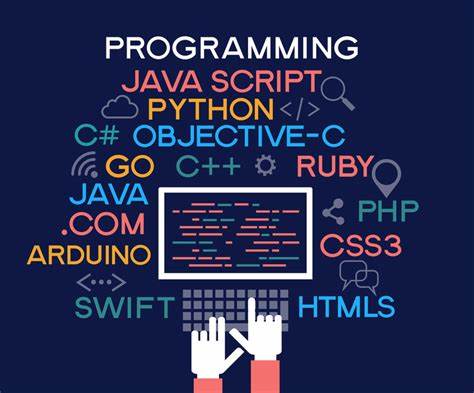 PROGRAMMING
JAVA SCRIPT
PYTHON </>
C# OBJECTIVE-C
GO C++ RUBY
JAVA
PHP
.COM
CSS3
ARDUINO
<···>
SWIFT HTMLS